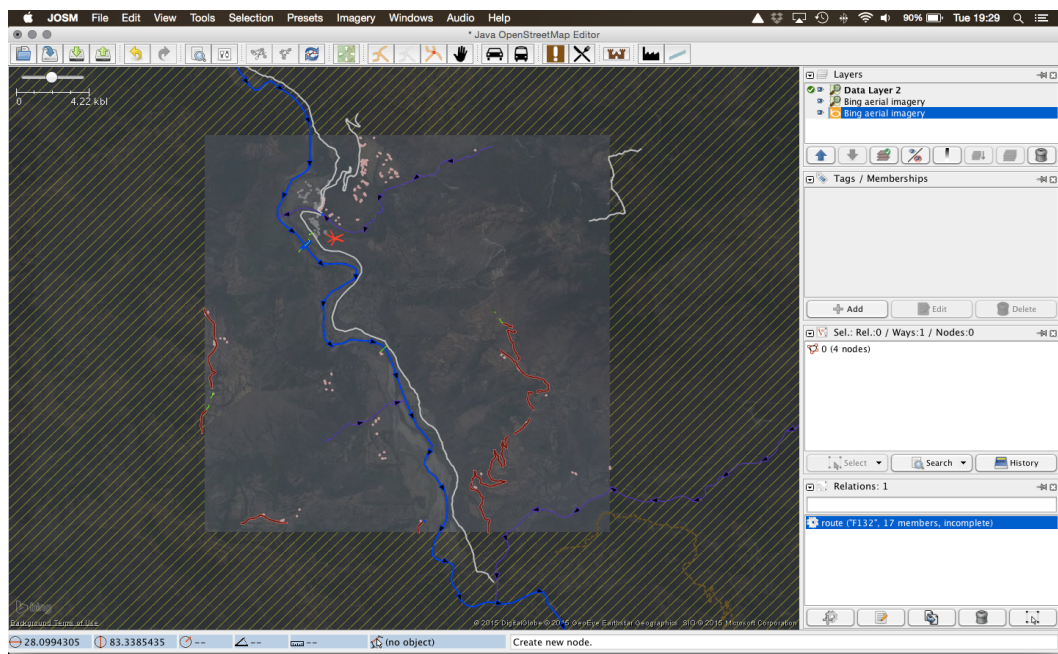 JOSM File Edit View Tools Selection Presets Imagery Windows Audio Help 90% Tue 19:29
* Java OpenStreetMap Editor
0 4.22 kbl
Layers
Data Layer 2
Bing aerial imagery
Bing aerial imagery
Tags / Memberships
Add Edit Delete
Sel.: Rel.:0 / Ways:1 / Nodes:0
0 (4 nodes)
Select Search History
Relations: 1
route ("F132", 17 members, incomplete)
bing
Background Terms of Use
© 2015 DigitalGlobe © 2015 GeoEye Earthstar Geographics SIO © 2015 Microsoft Corporation
28.0994305 83.3385435 -- -- -- (no object) Create new node.